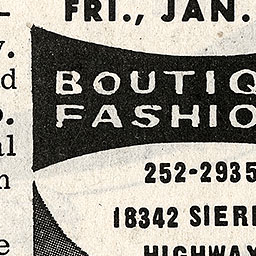 FRI., JAN.
BOUTIQ
FASHIO
252-2935
18342 SIER
HIGHWAY